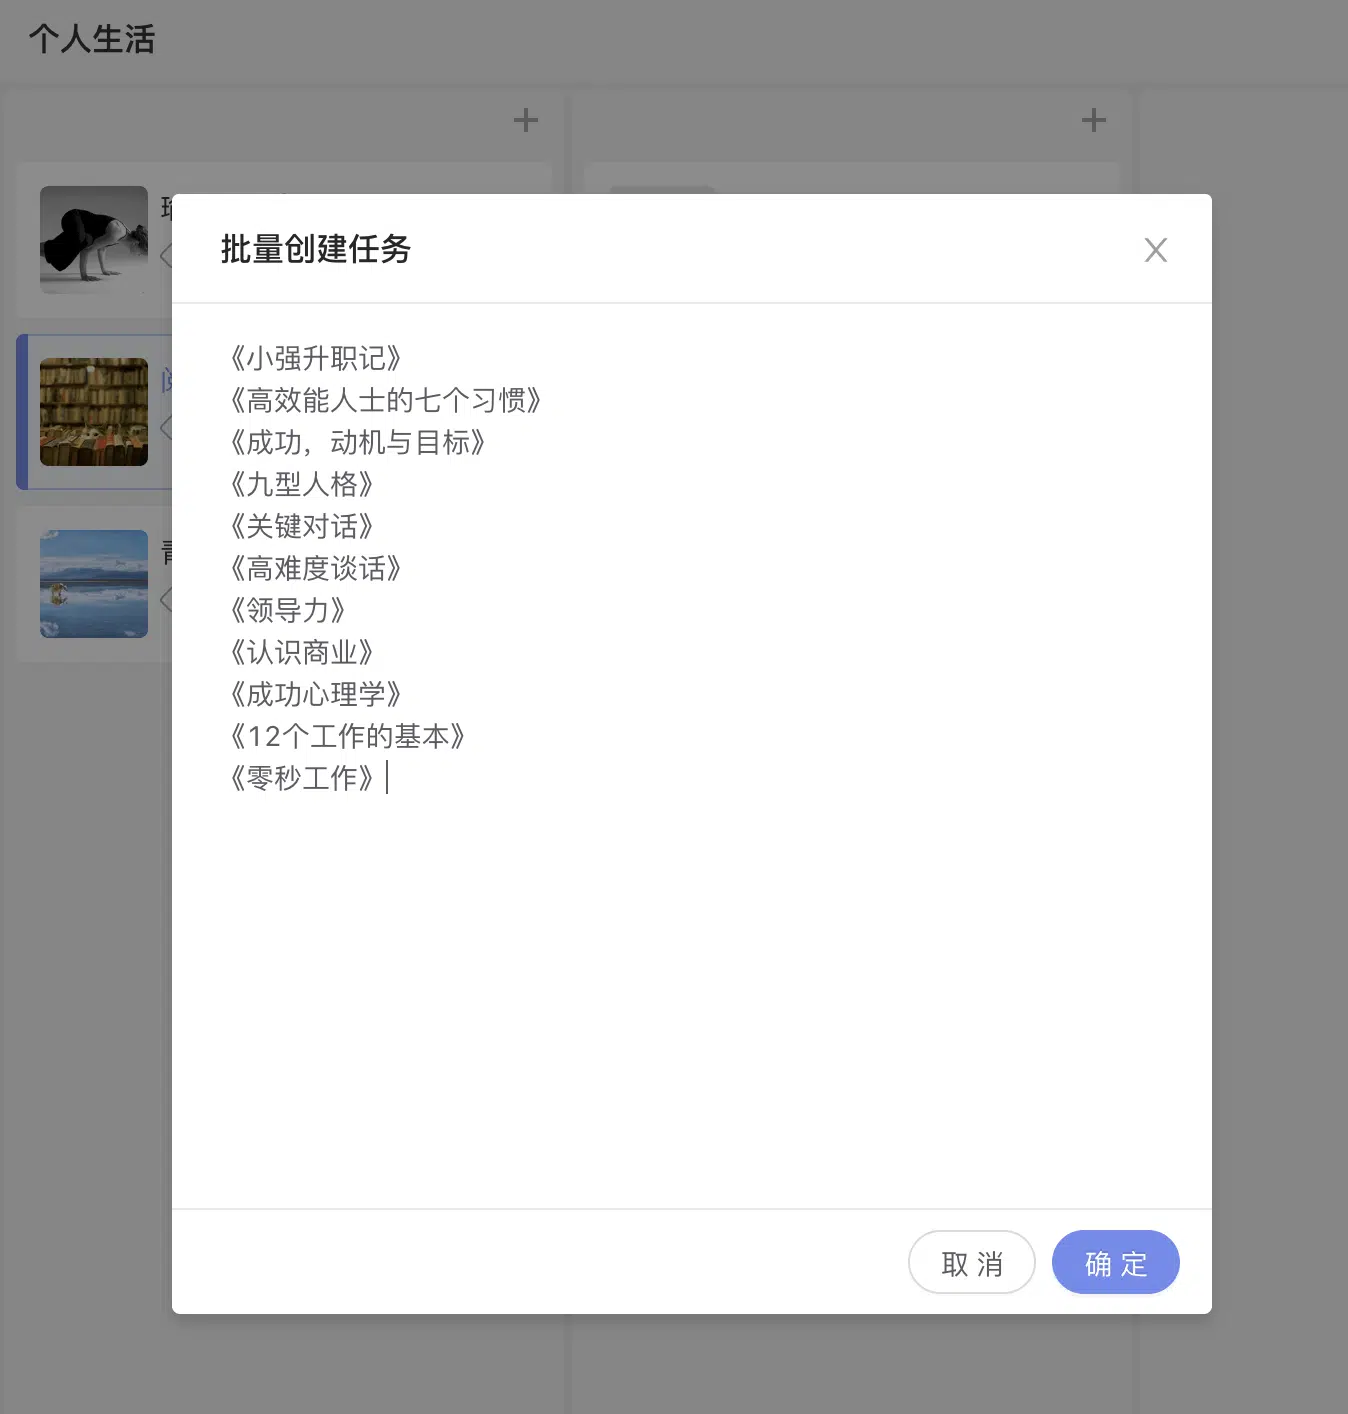 个人生活
批量创建任务
《小强升职记》
《高效能人士的七个习惯》
《成功，动机与目标》
《九型人格》
《关键对话》
《高难度谈话》
《领导力》
《认识商业》
《成功心理学》
《12个工作的基本》
《零秒工作》
取消
确定